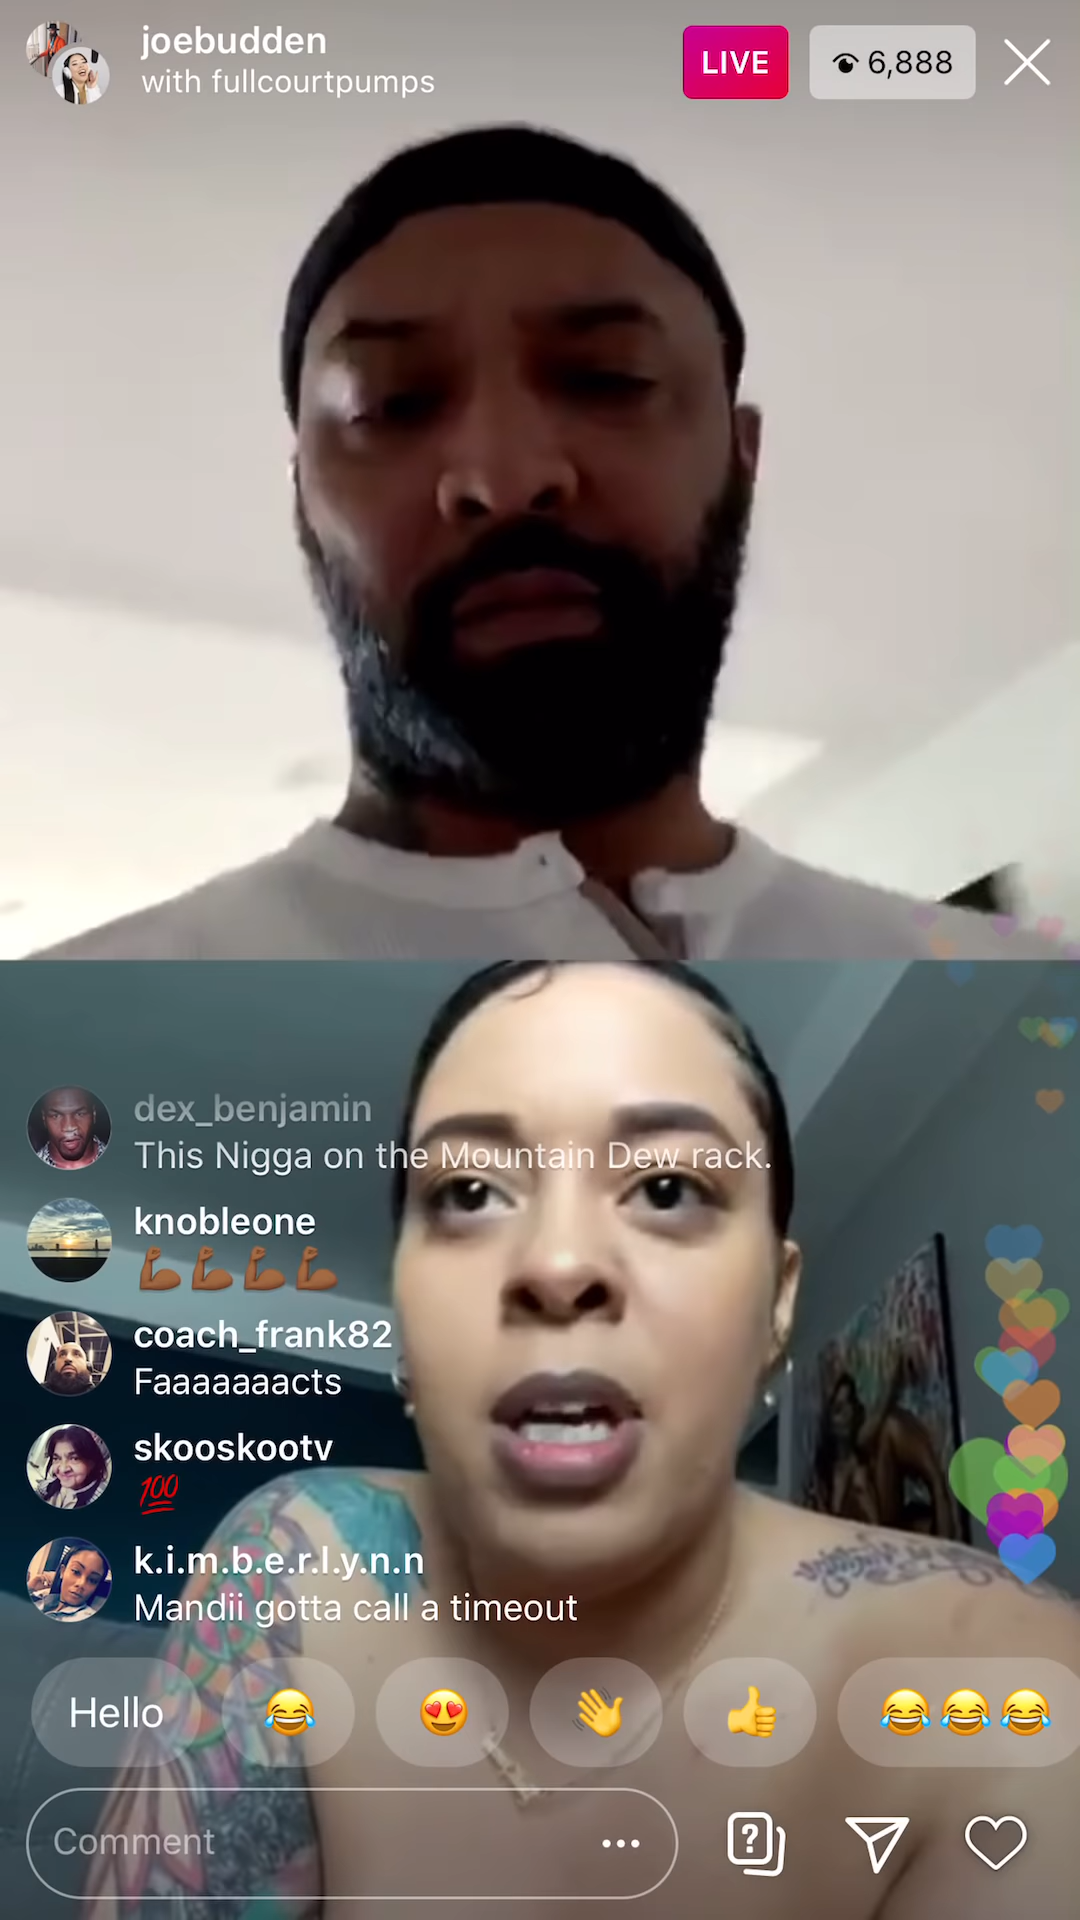 joebudden
with fullcourtpumps
LIVE
6,888
dex_benjamin
This Nigga on the Mountain Dew rack.
knobleone
💪🏾💪🏾💪🏾💪🏾
coach_frank82
Faaaaaaacts
skooskootv
💯
k.i.m.b.e.r.l.y.n.n
Mandii gotta call a timeout
Hello 😂 😍 👋 👍 😂😂😂
Comment